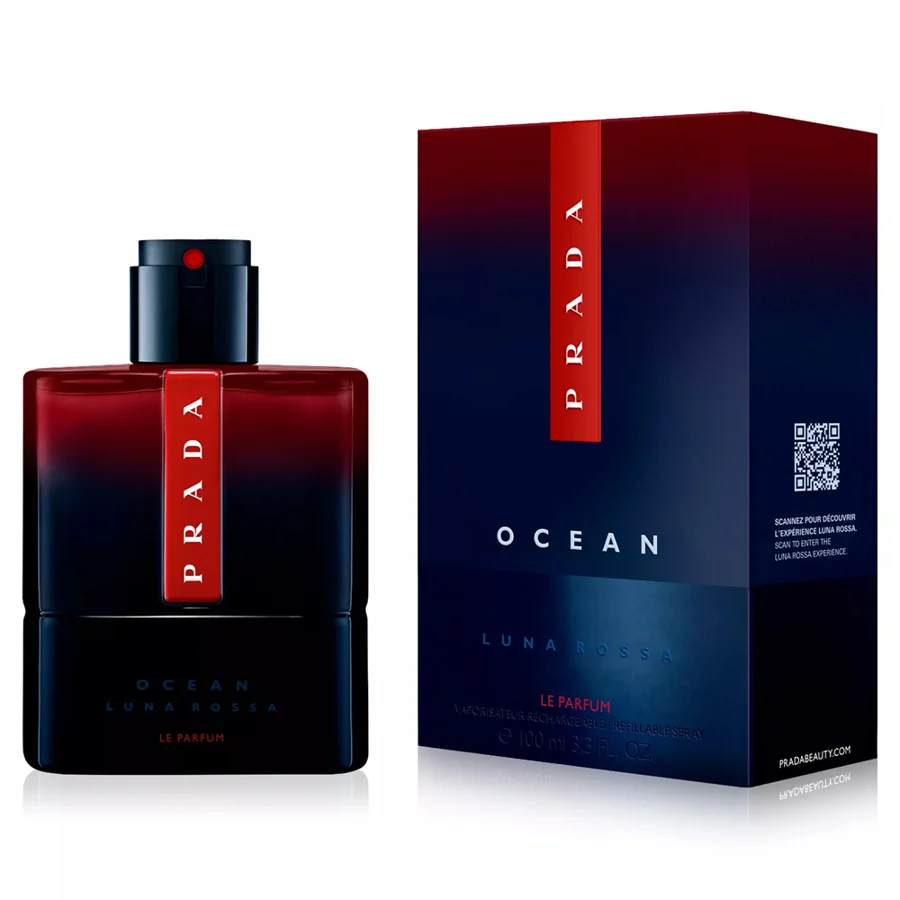 PRADA
OCEAN
LUNA ROSSA
LE PARFUM
PRADA
OCEAN
LUNA ROSSA
LE PARFUM
VAPORISATEUR RECHARGEABLE / REFILLABLE SPRAY
℮ 100 ml 3.3 FL. OZ.
SCANNEZ POUR DÉCOUVRIR
L'EXPÉRIENCE LUNA ROSSA.
SCAN TO ENTER THE
LUNA ROSSA EXPERIENCE.
PRADABEAUTY.COM